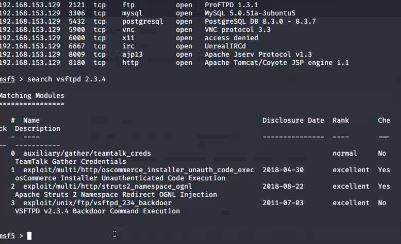 192.168.153.129 2121 tcp ftp open ProFTPD 1.3.1
192.168.153.129 3306 tcp mysql open MySQL 5.0.51a-3ubuntu5
192.168.153.129 5432 tcp postgresql open PostgreSQL DB 8.3.0 - 8.3.7
192.168.153.129 5900 tcp vnc open VNC protocol 3.3
192.168.153.129 6000 tcp x11 open access denied
192.168.153.129 6667 tcp irc open UnrealIRCd
192.168.153.129 8009 tcp ajp13 open Apache Jserv Protocol v1.3
192.168.153.129 8180 tcp http open Apache Tomcat/Coyote JSP engine 1.1
msf5 > search vsftpd 2.3.4
Matching Modules
================
# Name Disclosure Date Rank Che
ck Description
- ---- --------------- ---- ---
-- -----------
0 auxiliary/gather/teamtalk_creds normal No
TeamTalk Gather Credentials
1 exploit/multi/http/oscommerce_installer_unauth_code_exec 2018-04-30 excellent Yes
osCommerce Installer Unauthenticated Code Execution
2 exploit/multi/http/struts2_namespace_ognl 2018-08-22 excellent Yes
Apache Struts 2 Namespace Redirect OGNL Injection
3 exploit/unix/ftp/vsftpd_234_backdoor 2011-07-03 excellent No
VSFTPD v2.3.4 Backdoor Command Execution
msf5 >